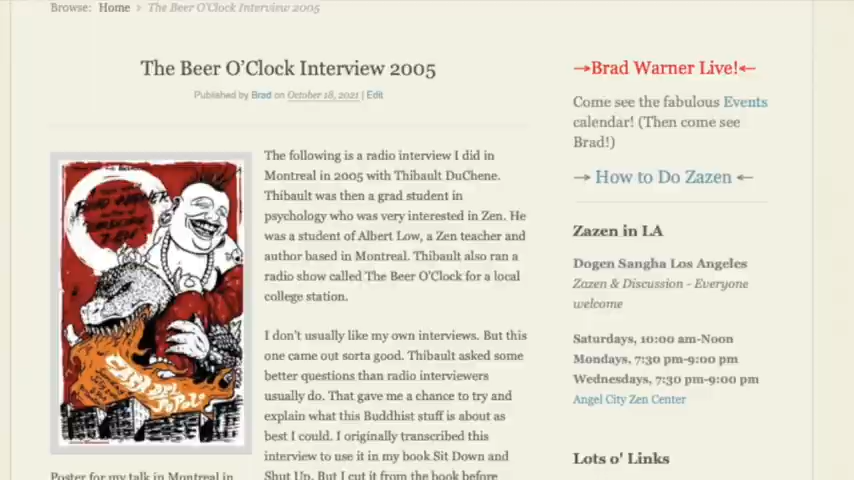 Browse: Home › The Beer O'Clock Interview 2005
The Beer O'Clock Interview 2005
Published by Brad on October 18, 2021 | Edit
The following is a radio interview I did in
Montreal in 2005 with Thibault DuChene.
Thibault was then a grad student in
psychology who was very interested in Zen. He
was a student of Albert Low, a Zen teacher and
author based in Montreal. Thibault also ran a
radio show called The Beer O'Clock for a local
college station.
I don't usually like my own interviews. But this
one came out sorta good. Thibault asked some
better questions than radio interviewers
usually do. That gave me a chance to try and
explain what this Buddhist stuff is about as
best I could. I originally transcribed this
interview to use it in my book Sit Down and
Shut Up. But I cut it from the book before
BRAD WARNER
HARDCORE
ZEN
Poster for my talk in Montreal in
→Brad Warner Live!←
Come see the fabulous Events
calendar! (Then come see
Brad!)
→ How to Do Zazen ←
Zazen in LA
Dogen Sangha Los Angeles
Zazen & Discussion - Everyone
welcome
Saturdays, 10:00 am-Noon
Mondays, 7:30 pm-9:00 pm
Wednesdays, 7:30 pm-9:00 pm
Angel City Zen Center
Lots o' Links